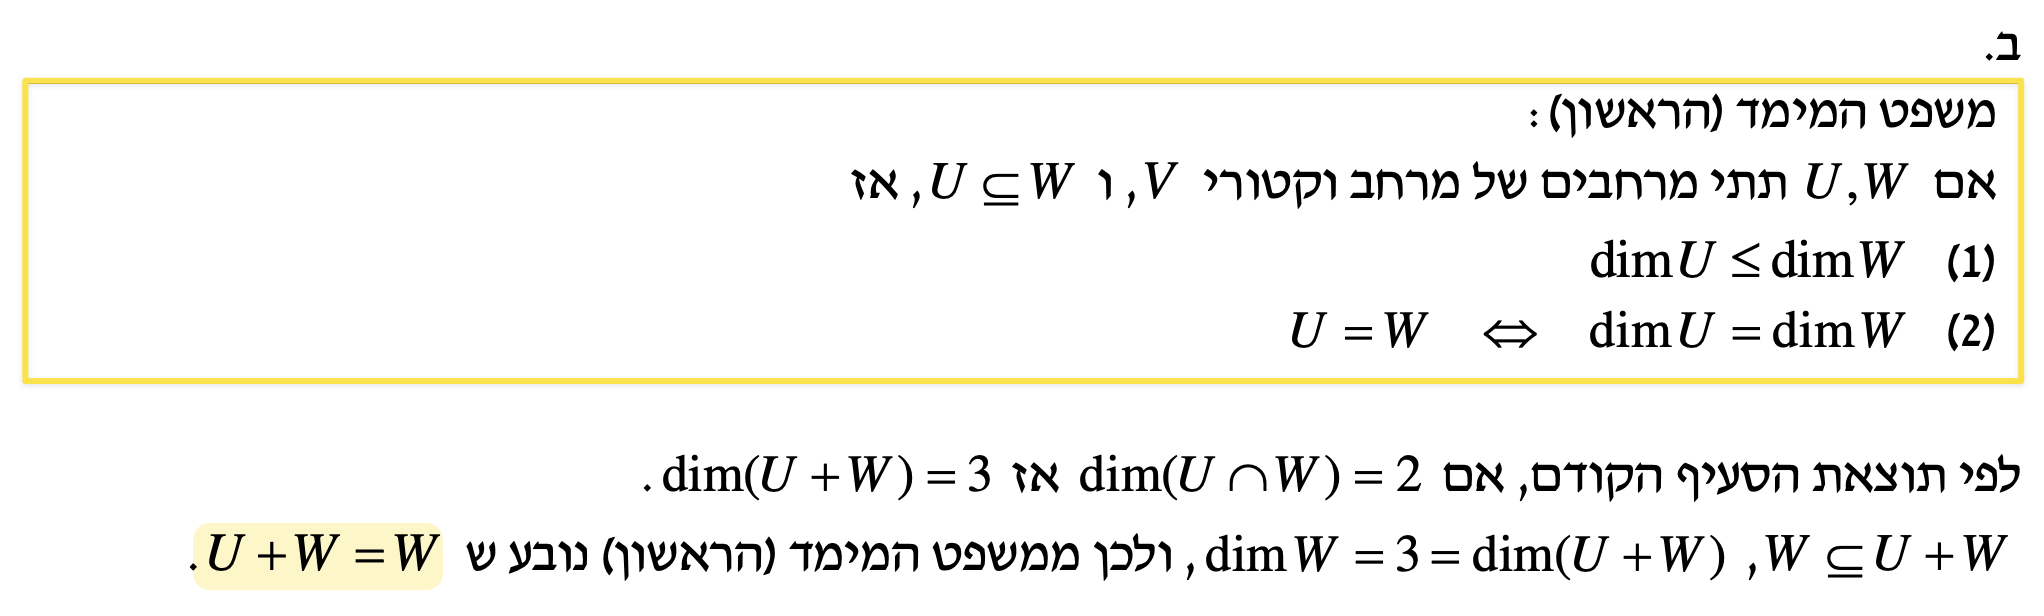 ב.
משפט המימד (הראשון):
אם U,W תתי מרחבים של מרחב וקטורי V, ו U ⊆ W, אז
(1) dim U ≤ dim W
(2) dim U = dim W ⇔ U = W
לפי תוצאת הסעיף הקודם, אם dim(U ∩ W) = 2 אז dim(U + W) = 3.
W ⊆ U + W, dim W = 3 = dim(U + W), ולכן ממשפט המימד (הראשון) נובע ש U + W = W.